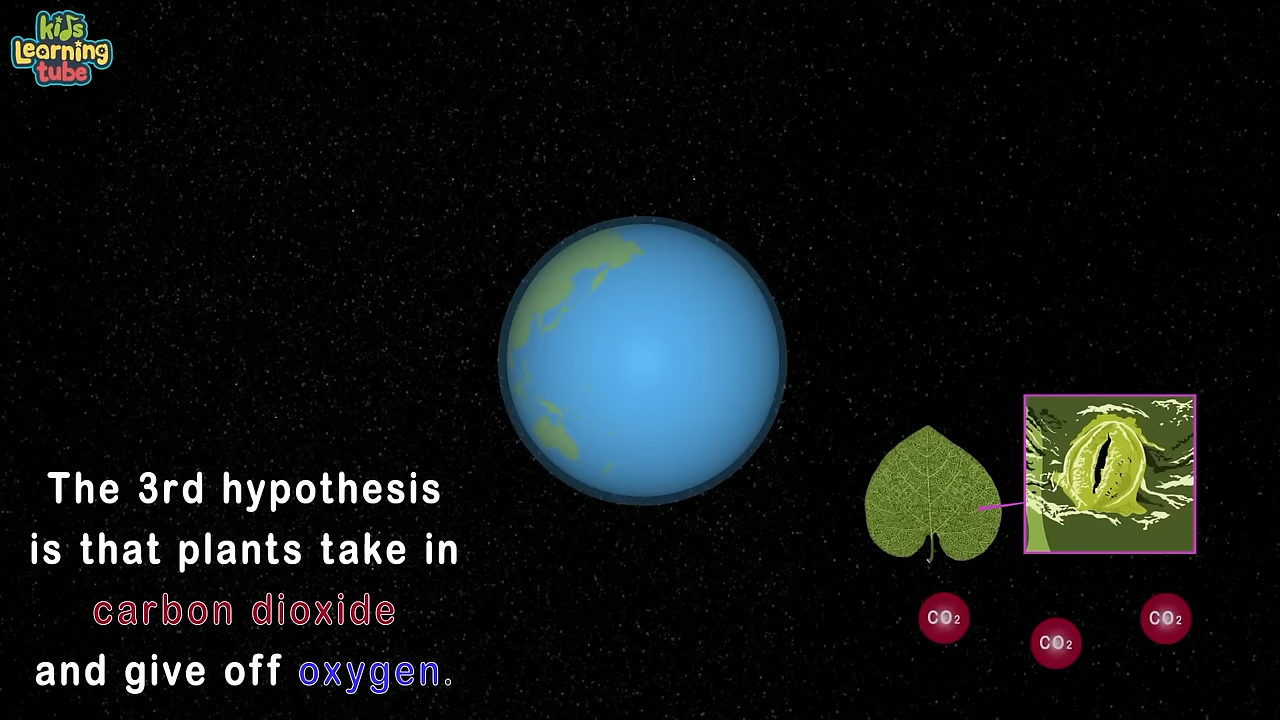 kids
Learning
tube
The 3rd hypothesis
is that plants take in
carbon dioxide
and give off oxygen.
CO₂
CO₂
CO₂